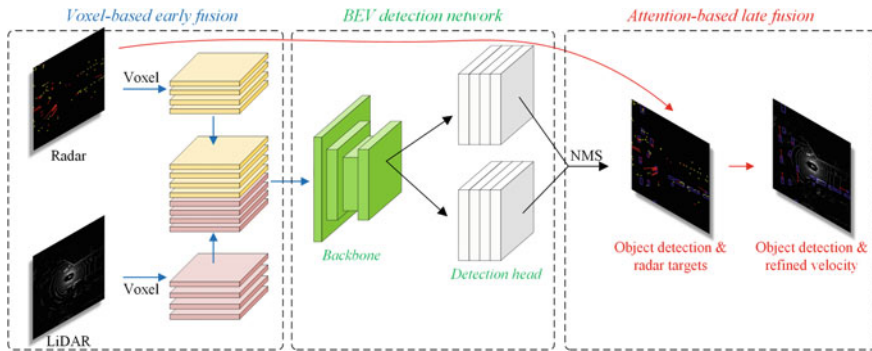 Voxel-based early fusion
BEV detection network
Attention-based late fusion
Voxel
Radar
NMS
Backbone
Detection head
Object detection &
radar targets
Object detection &
refined velocity
Voxel
LiDAR